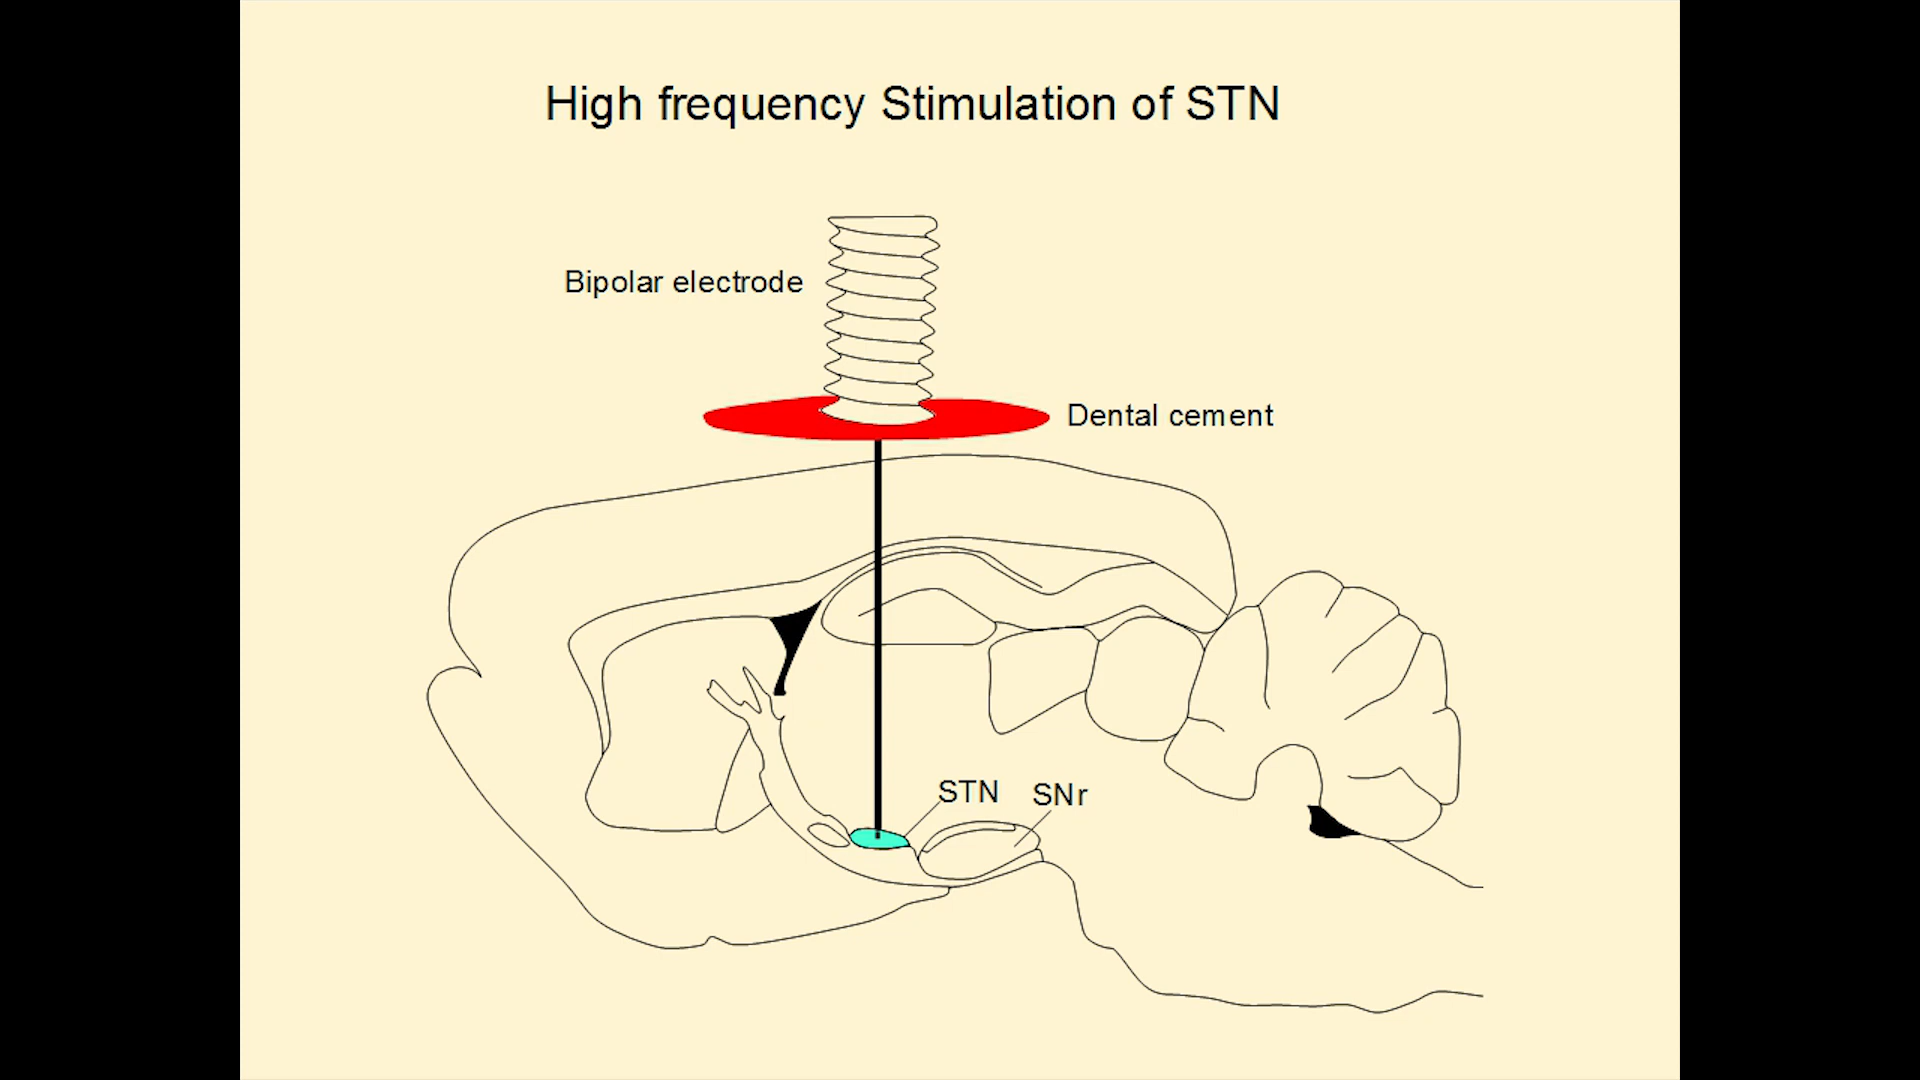 High frequency Stimulation of STN
Bipolar electrode
Dental cement
STN
SNr